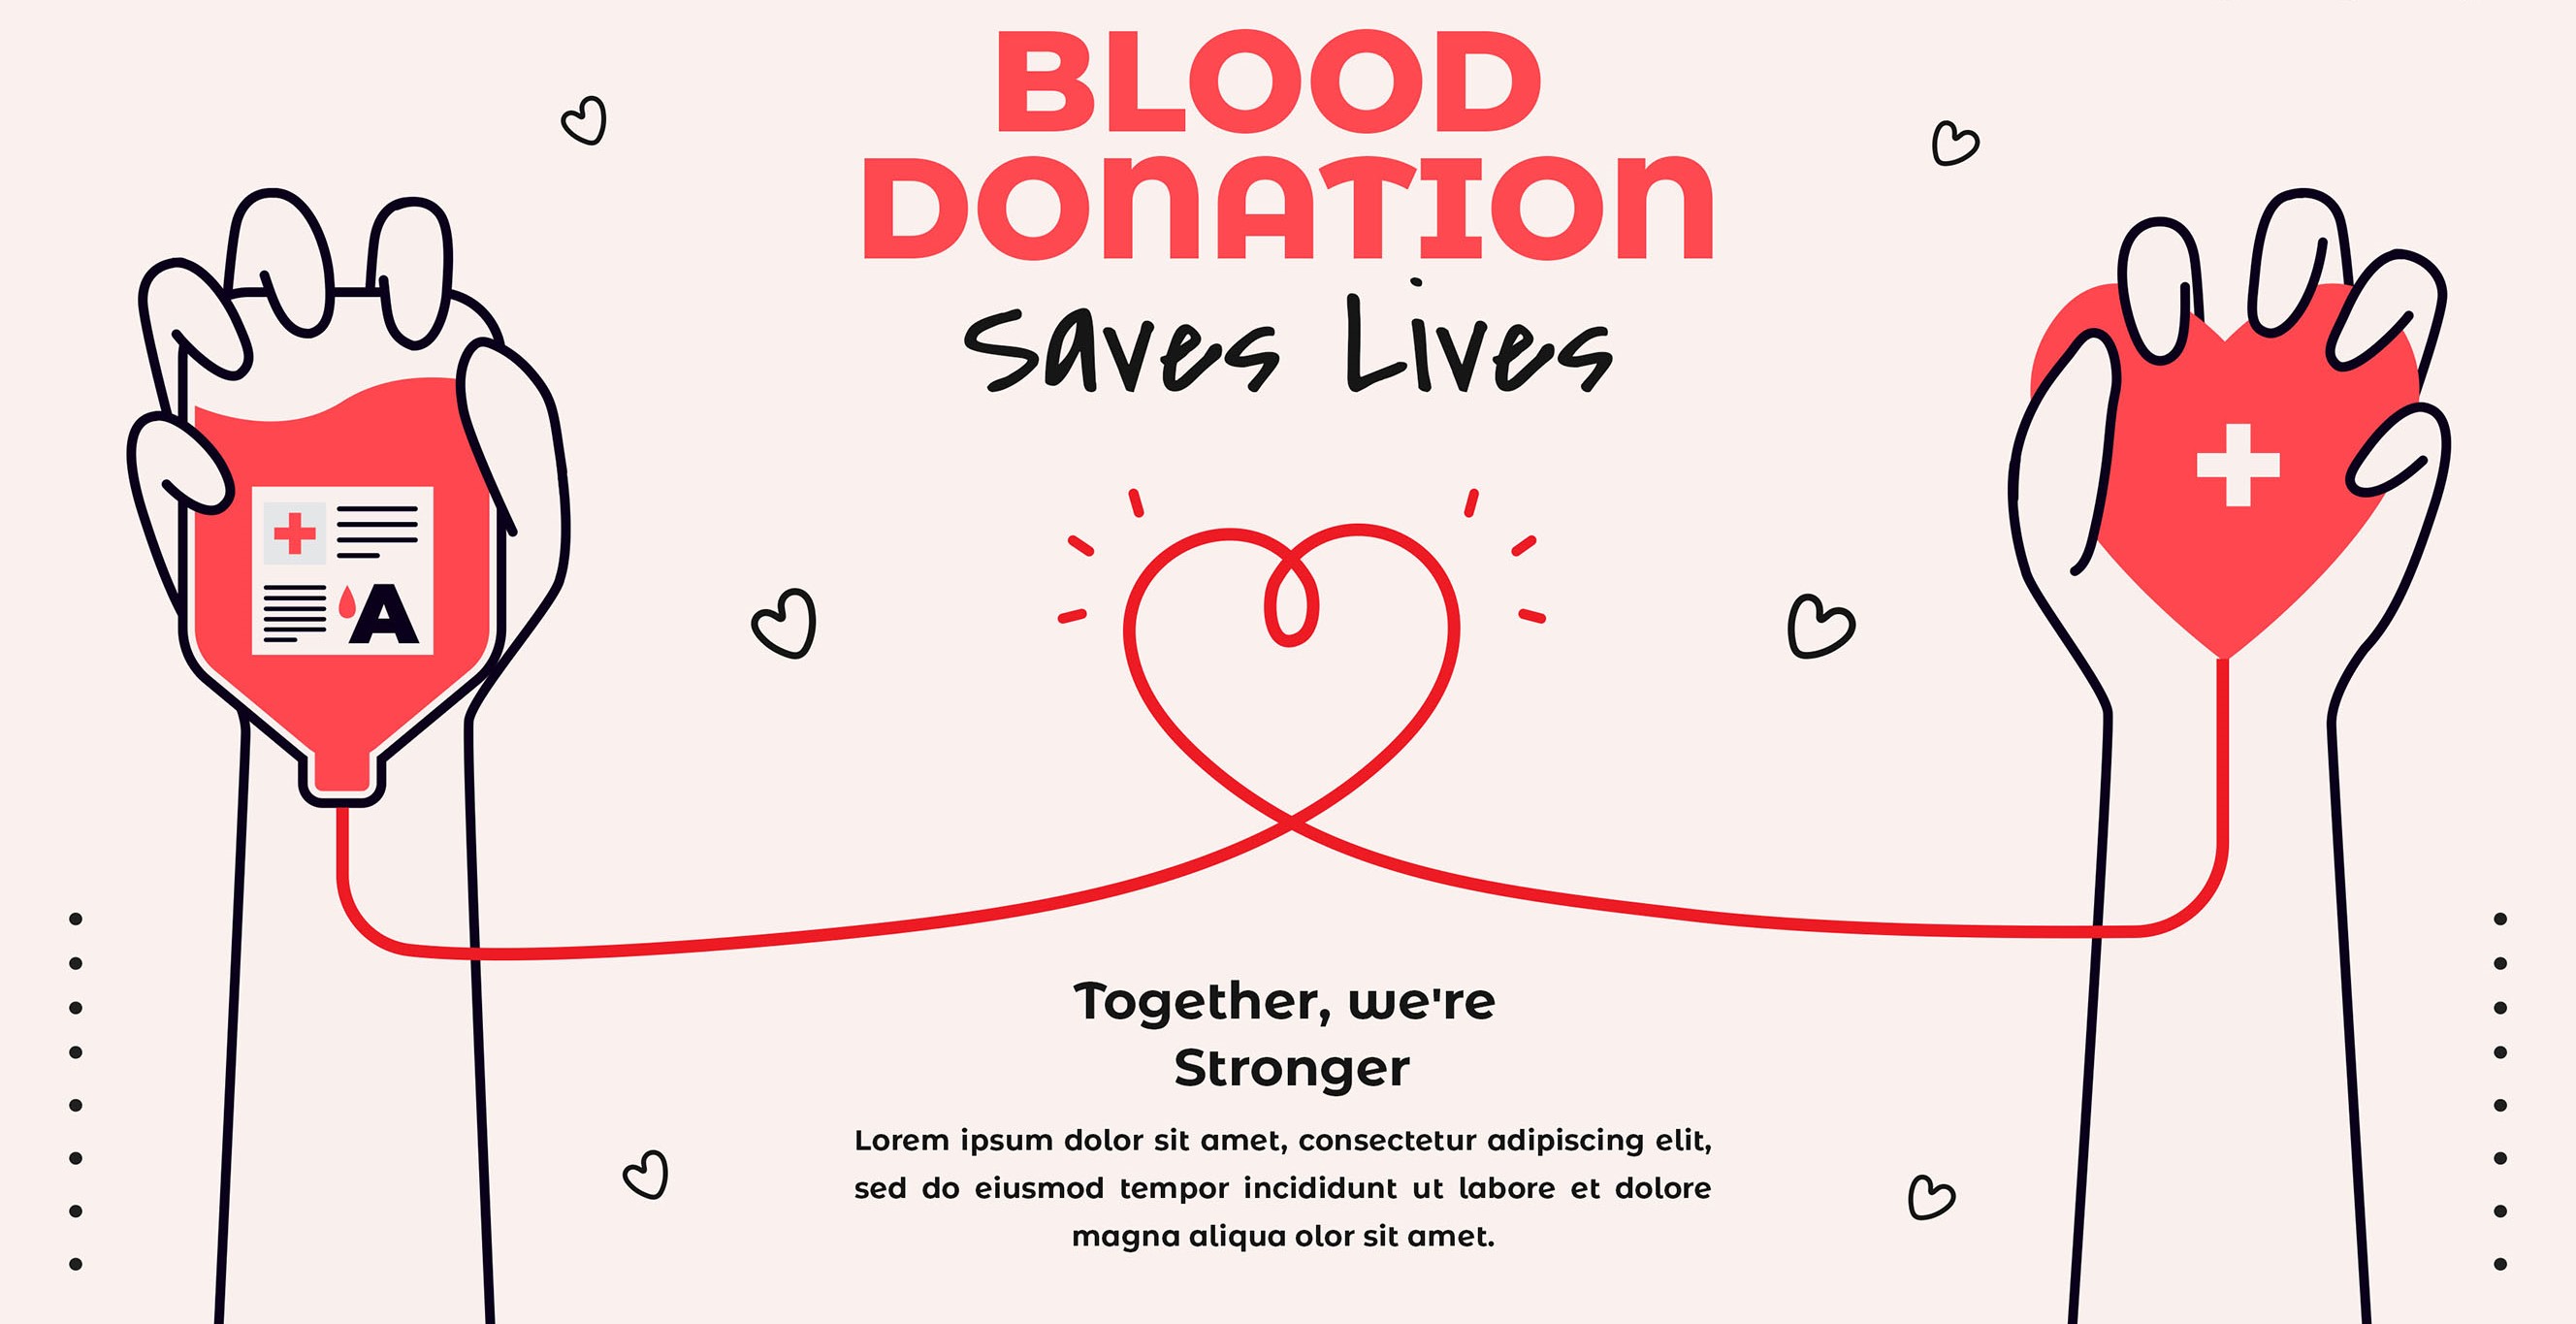 BLOOD
DONATION
Saves Lives
A
Together, we're
Stronger
Lorem ipsum dolor sit amet, consectetur adipiscing elit,
sed do eiusmod tempor incididunt ut labore et dolore
magna aliqua olor sit amet.